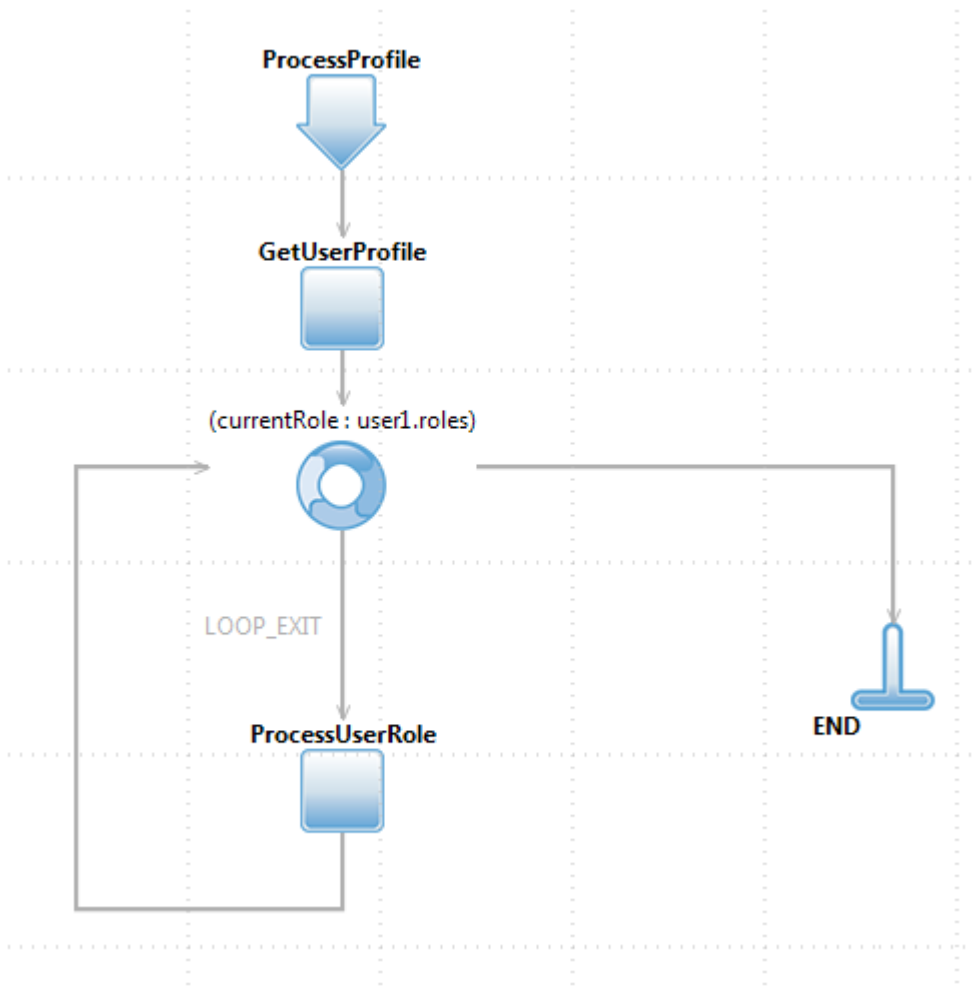 ProcessProfile
GetUserProfile
(currentRole : user1.roles)
LOOP_EXIT
ProcessUserRole
END